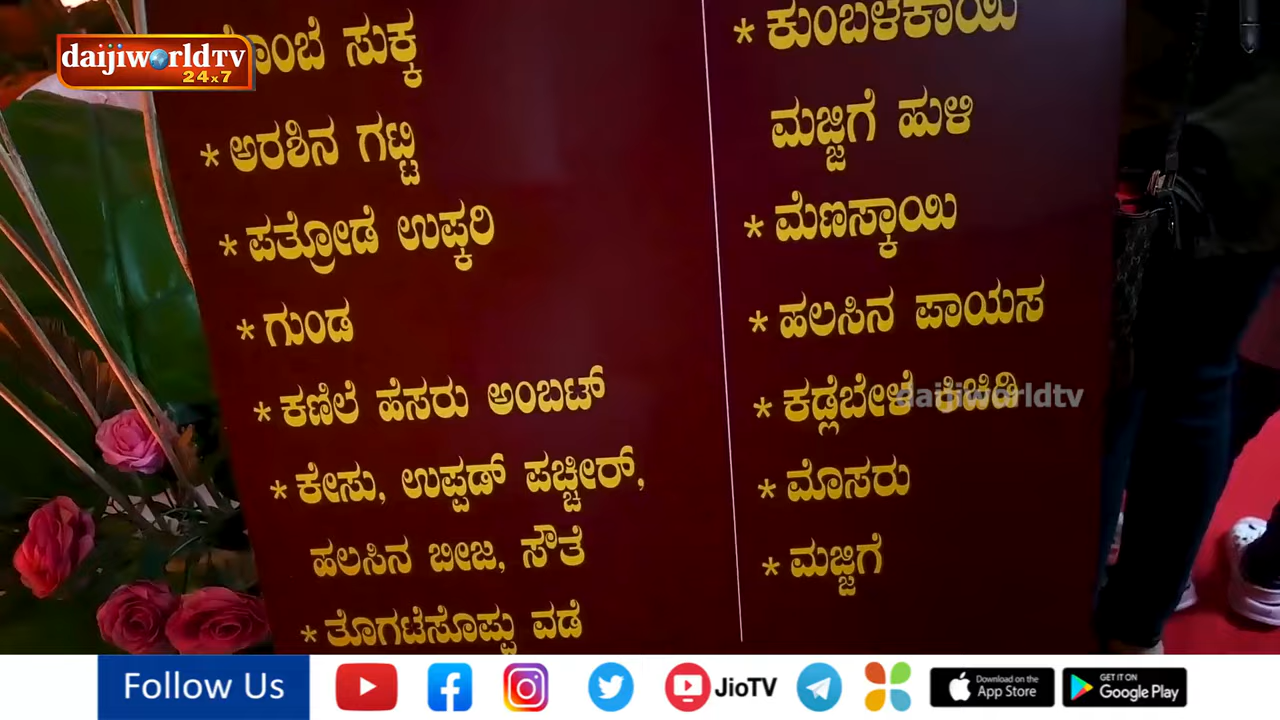 daijiworldTV
24x7
ಸುಕ್ಕ
* ಅರಶಿನ ಗಟ್ಟಿ
* ಪತ್ರೋಡೆ ಉಪ್ಕರಿ
* ಗುಂಡ
* ಕಣಿಲೆ ಹೆಸರು ಅಂಬಟ್
* ಕೇಸು, ಉಪ್ಪಡ್ ಪಚ್ಚೀರ್,
ಹಲಸಿನ ಬೀಜ, ಸೌತೆ
* ತೊಗಟೆಸೊಪ್ಪು ವಡೆ
* ಕುಂಬಳಕಾಯಿ
ಮಜ್ಜಿಗೆ ಹುಳಿ
* ಮೆಣಸ್ಕಾಯಿ
* ಹಲಸಿನ ಪಾಯಸ
* ಕಡ್ಲೆಬೇಳೆ ಕಿಚಿಡಿ
daijiworldtv
* ಮೊಸರು
* ಮಜ್ಜಿಗೆ
Follow Us
JioTV
Download on the
App Store
GET IT ON
Google Play